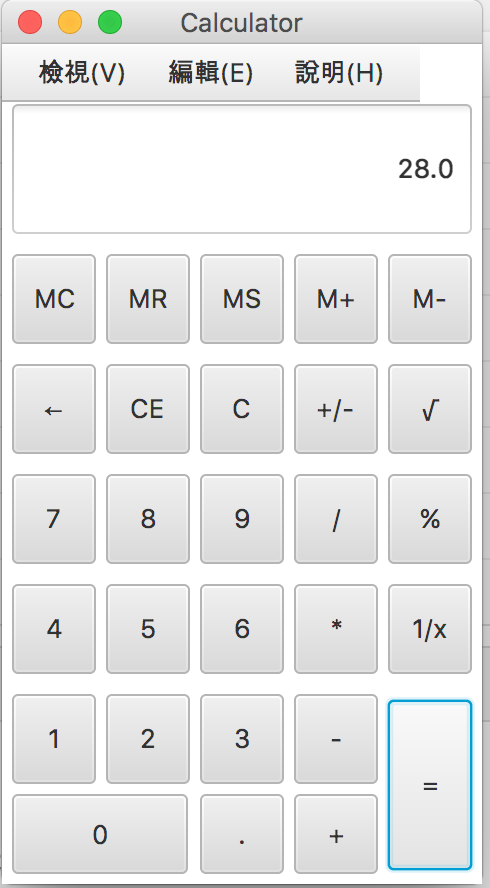 Calculator
檢視(V) 編輯(E) 說明(H)
28.0
MC MR MS M+ M-
← CE C +/- √
7 8 9 / %
4 5 6 * 1/x
1 2 3 -
=
0 . +